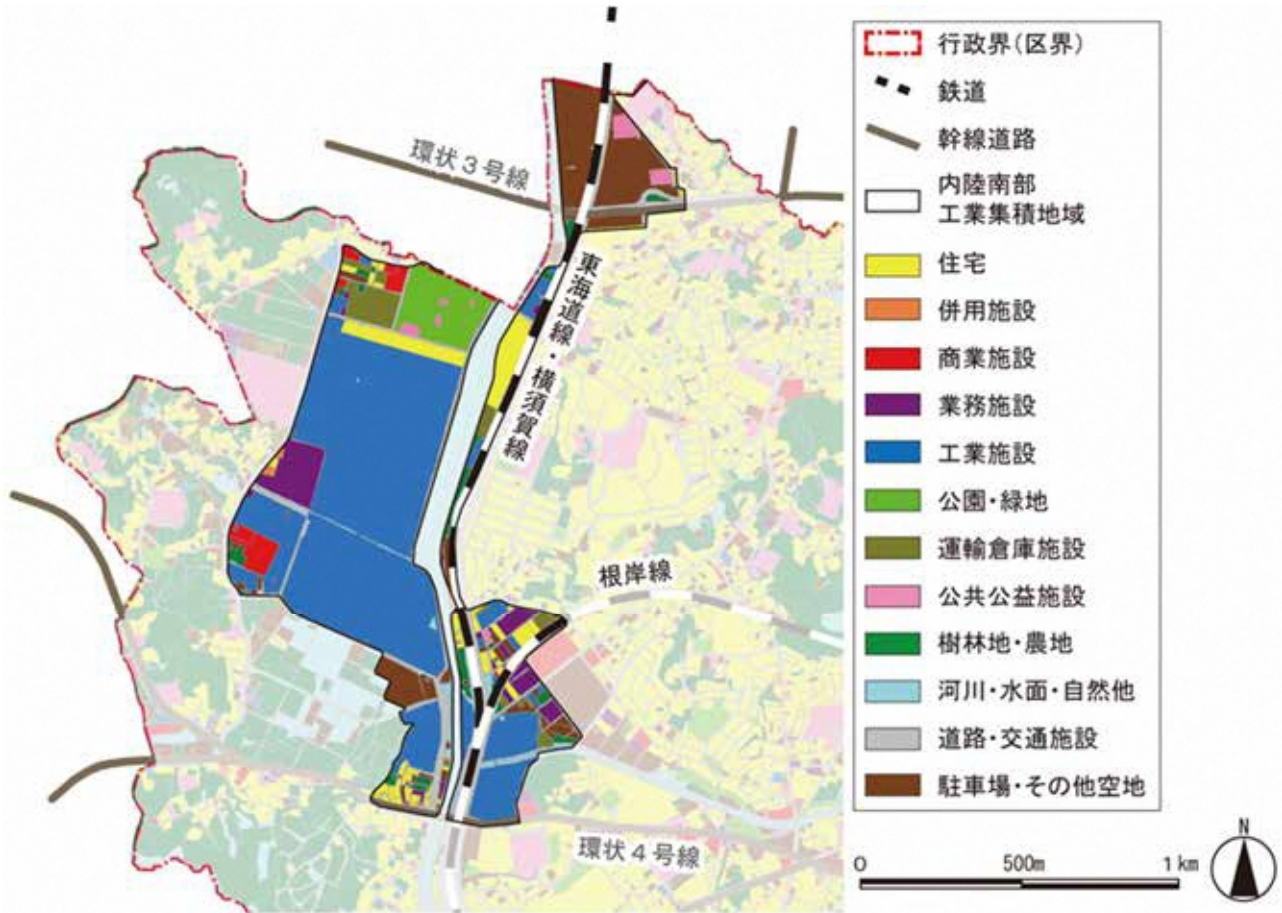 環状3号線
東海道線・横須賀線
根岸線
環状4号線
行政界(区界)
鉄道
幹線道路
内陸南部
工業集積地域
住宅
併用施設
商業施設
業務施設
工業施設
公園・緑地
運輸倉庫施設
公共公益施設
樹林地・農地
河川・水面・自然他
道路・交通施設
駐車場・その他空地
0 500m 1km
N